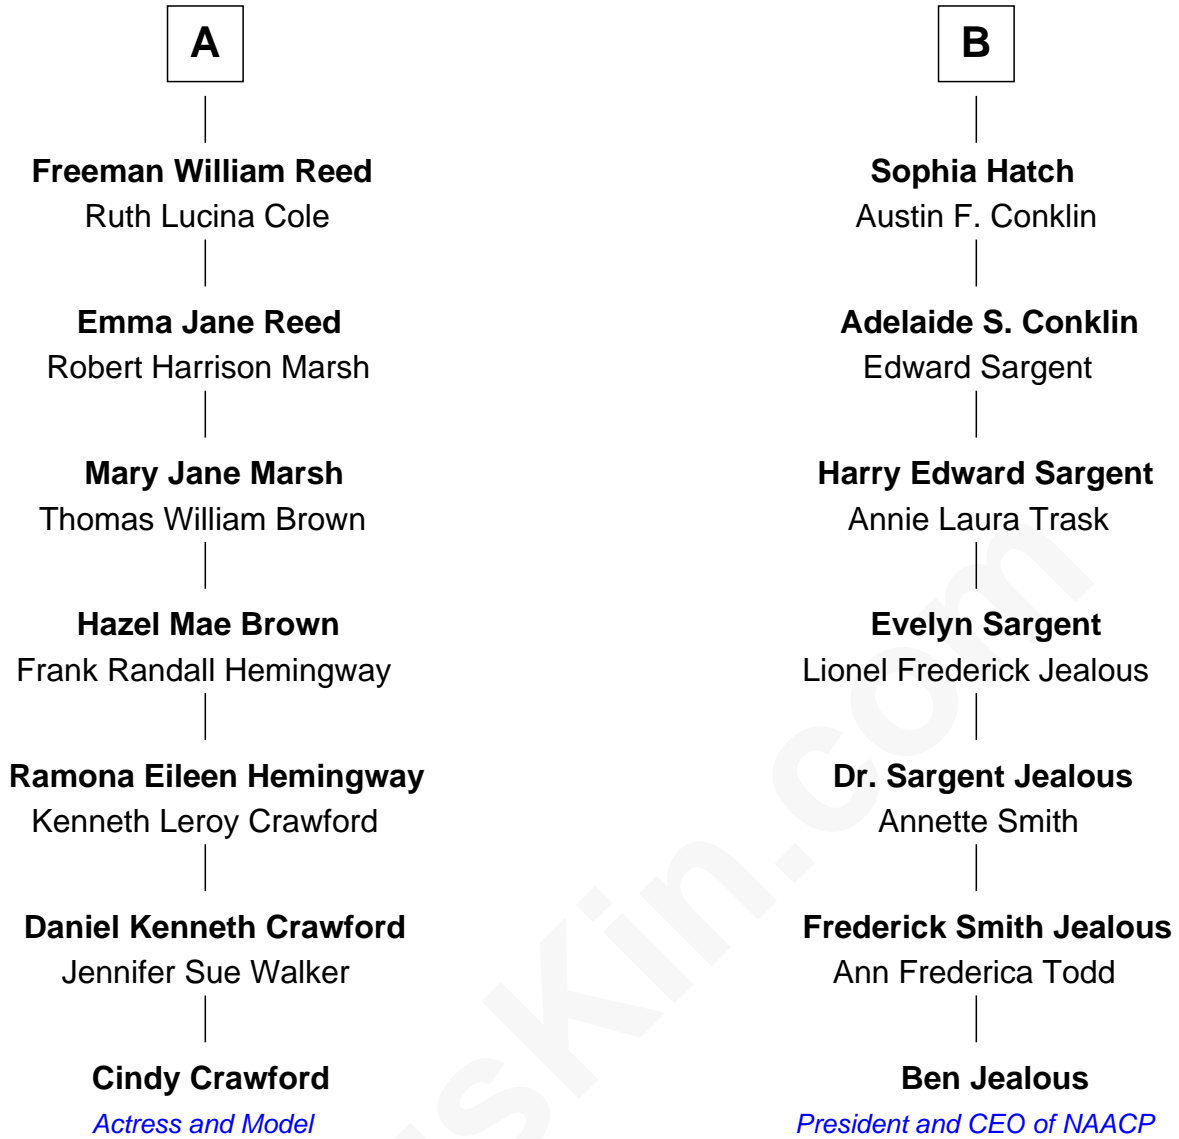 A
Freeman William Reed
Ruth Lucina Cole
Emma Jane Reed
Robert Harrison Marsh
Mary Jane Marsh
Thomas William Brown
Hazel Mae Brown
Frank Randall Hemingway
Ramona Eileen Hemingway
Kenneth Leroy Crawford
Daniel Kenneth Crawford
Jennifer Sue Walker
Cindy Crawford
Actress and Model
B
Sophia Hatch
Austin F. Conklin
Adelaide S. Conklin
Edward Sargent
Harry Edward Sargent
Annie Laura Trask
Evelyn Sargent
Lionel Frederick Jealous
Dr. Sargent Jealous
Annette Smith
Frederick Smith Jealous
Ann Frederica Todd
Ben Jealous
President and CEO of NAACP
sKin.com